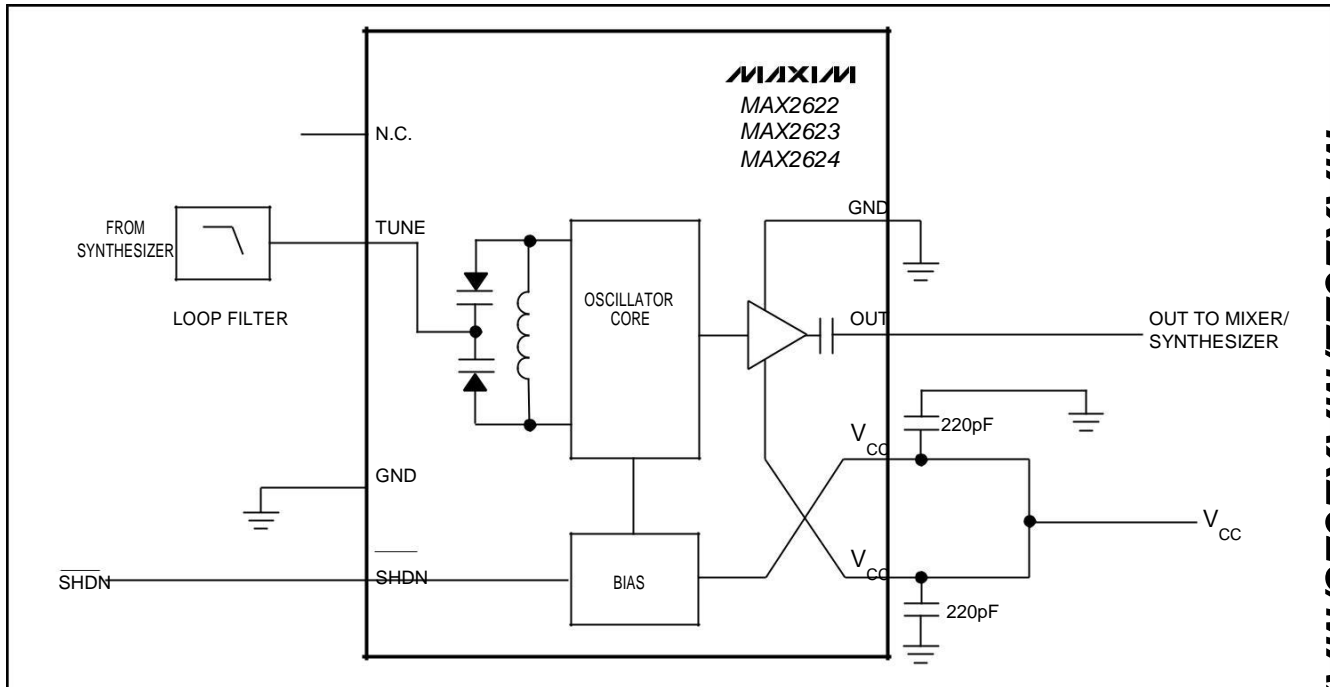 MAXIM
MAX2622
MAX2623
MAX2624
N.C.
GND
FROM
SYNTHESIZER
TUNE
LOOP FILTER
OSCILLATOR
CORE
OUT
OUT TO MIXER/
SYNTHESIZER
220pF
VCC
GND
VCC
VCC
SHDN
SHDN
BIAS
220pF